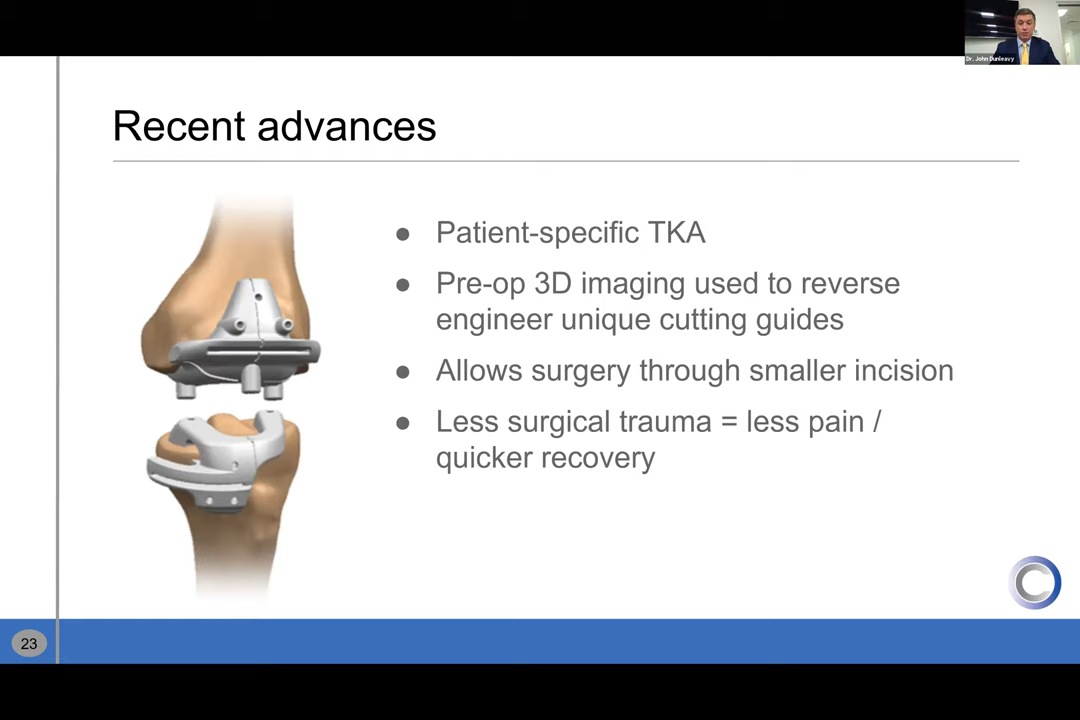 Dr. John Dunleavy
Recent advances
● Patient-specific TKA
● Pre-op 3D imaging used to reverse
engineer unique cutting guides
● Allows surgery through smaller incision
● Less surgical trauma = less pain /
quicker recovery
23